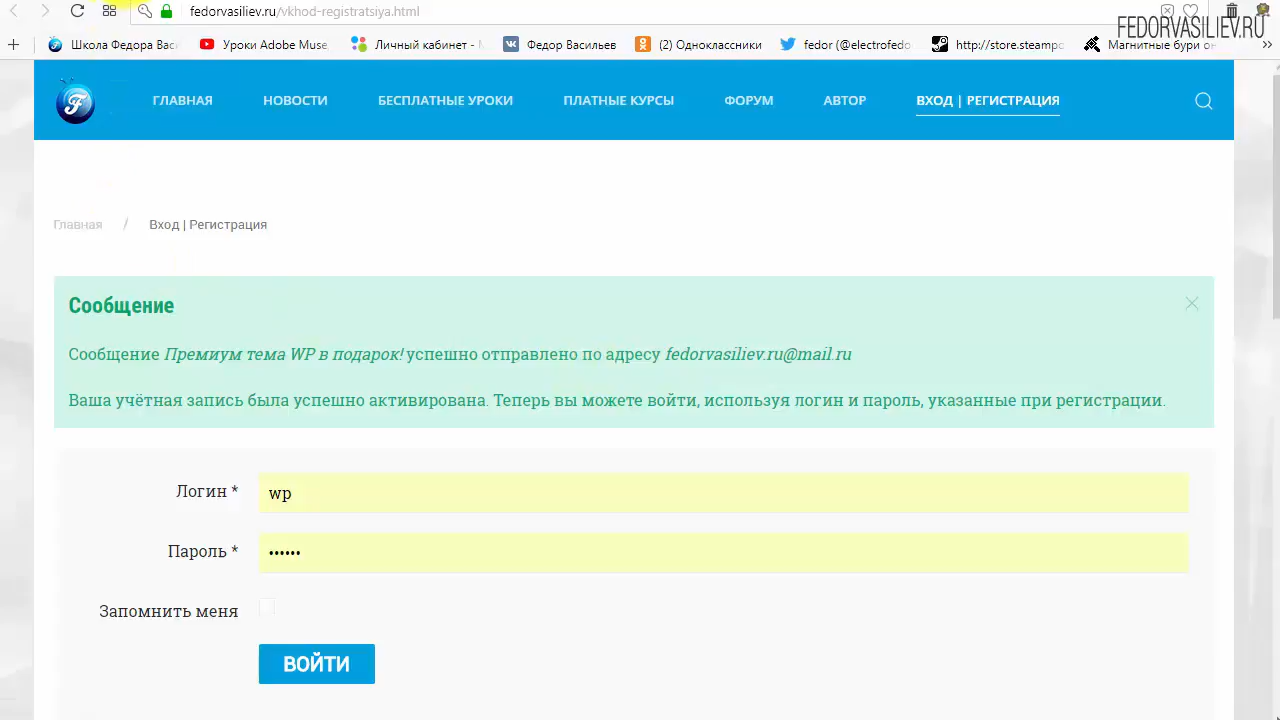 fedorvasiliev.ru/vkhod-registratsiya.html
FEDORVASILIEV.RU
Школа Федора Вас
Уроки Adobe Muse
Личный кабинет -
Федор Васильев
(2) Одноклассники
fedor (@electrofedo
http://store.steampo
Магнитные бури он
ГЛАВНАЯ
НОВОСТИ
БЕСПЛАТНЫЕ УРОКИ
ПЛАТНЫЕ КУРСЫ
ФОРУМ
АВТОР
ВХОД | РЕГИСТРАЦИЯ
Главная / Вход | Регистрация
Сообщение
Сообщение Премиум тема WP в подарок! успешно отправлено по адресу fedorvasiliev.ru@mail.ru
Ваша учётная запись была успешно активирована. Теперь вы можете войти, используя логин и пароль, указанные при регистрации.
Логин *
wp
Пароль *
••••••
Запомнить меня
ВОЙТИ